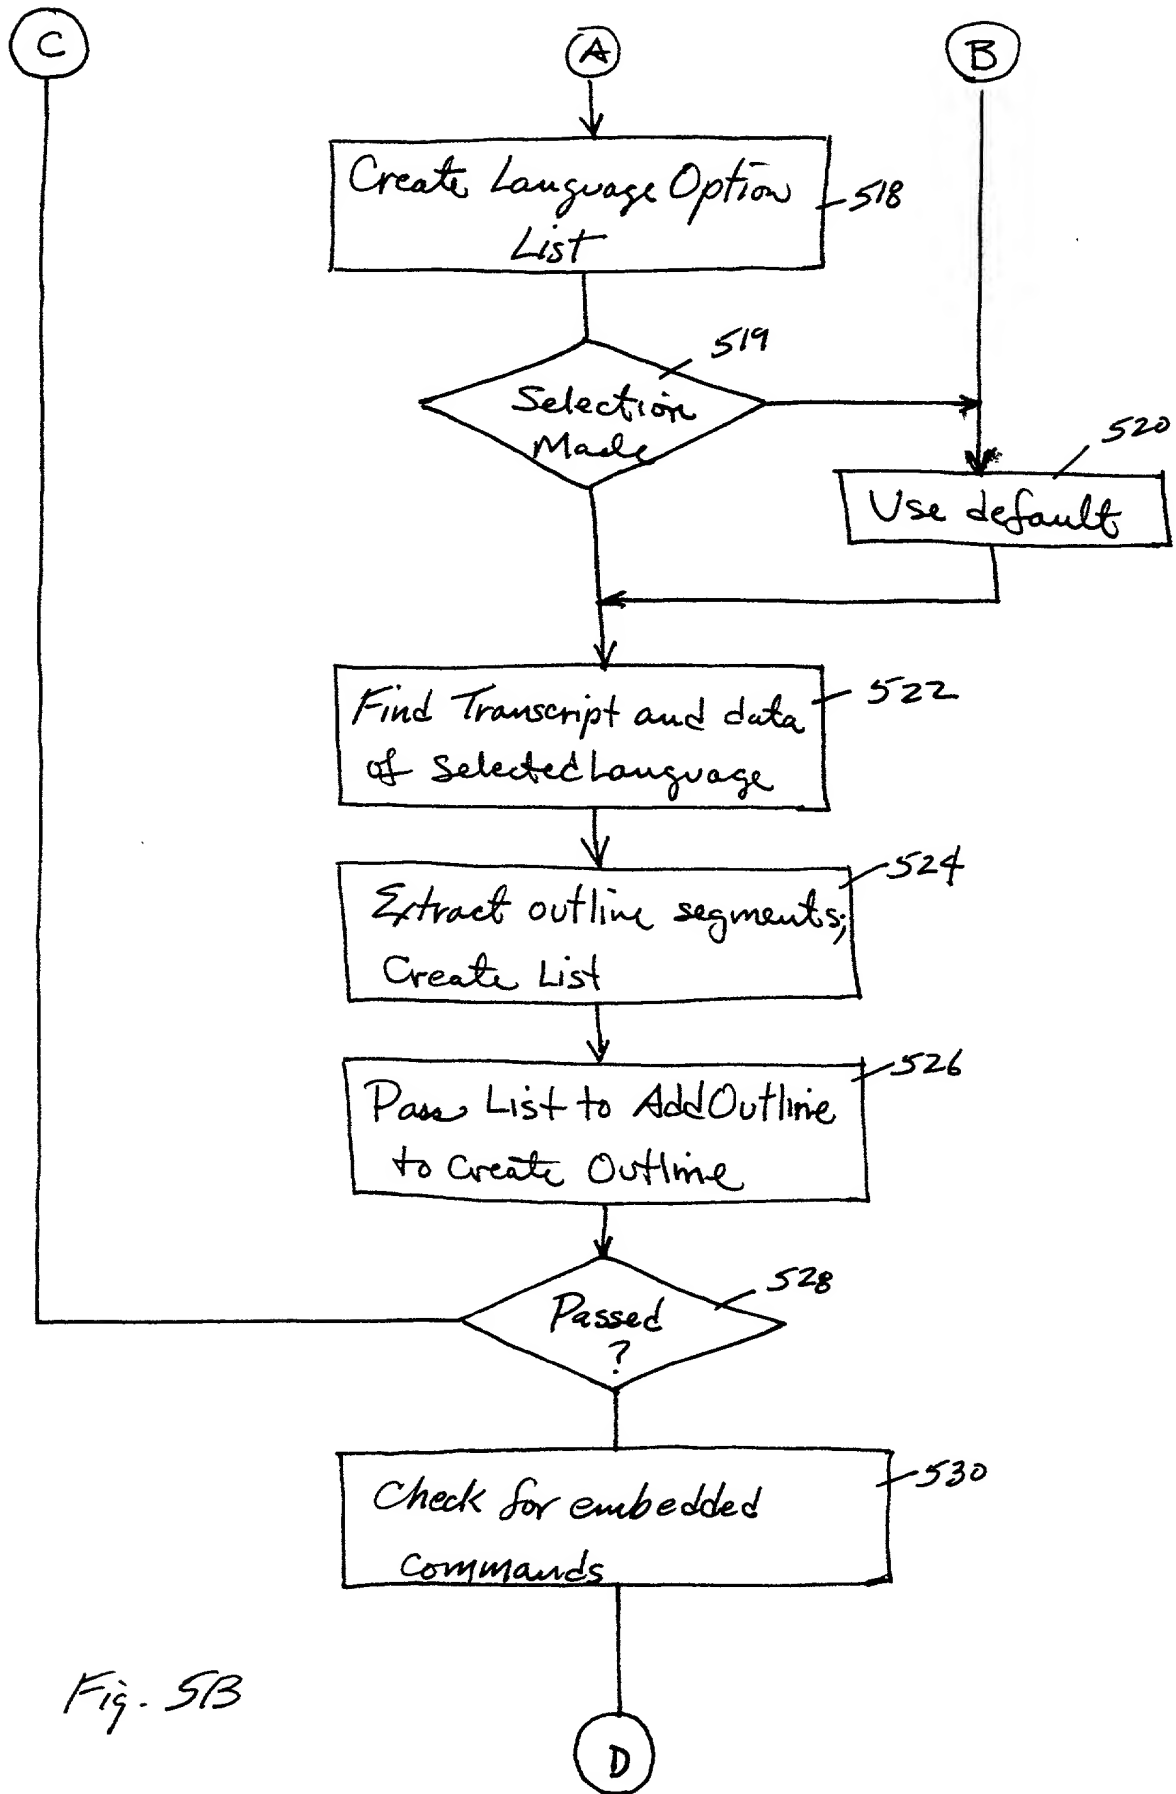 C
A
B
Create Language Option
List
518
519
Selection
Made
520
Use default
Find Transcript and data
of Selected Language
522
Extract outline segments;
Create List
524
Pass List to AddOutline
to Create Outline
526
528
Passed
?
Check for embedded
Commands
530
Fig. 5B
D